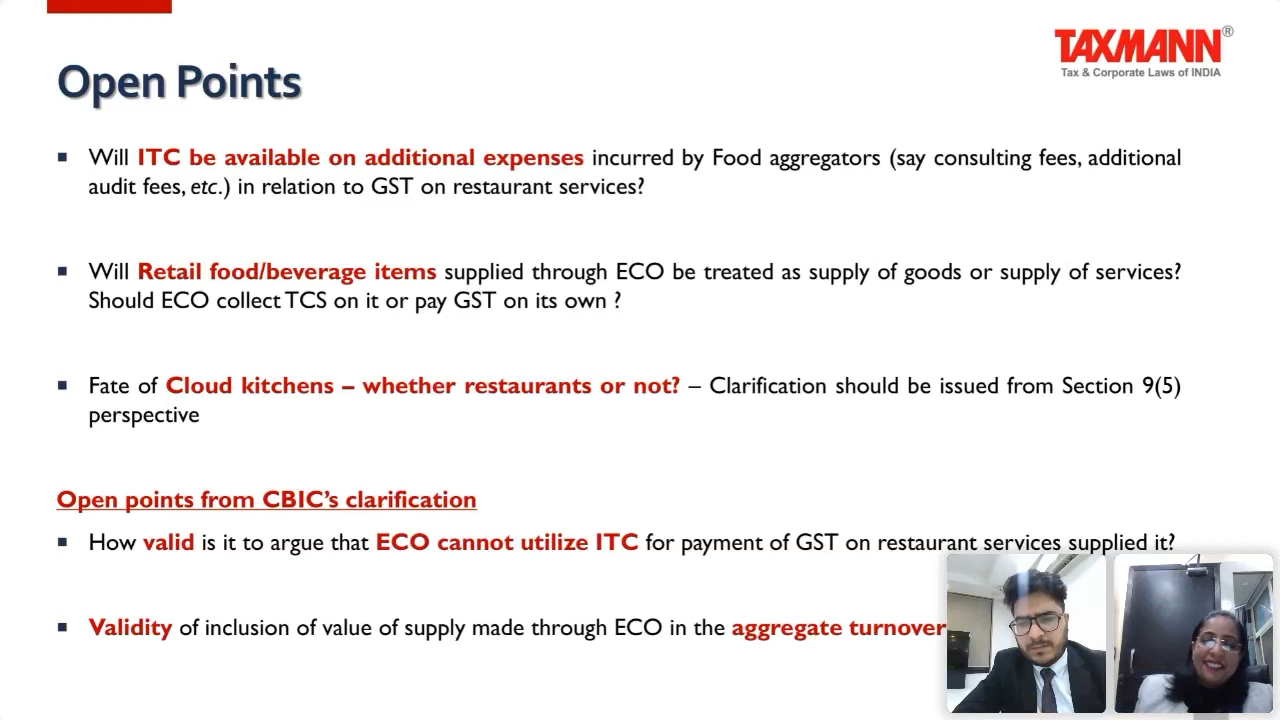 TAXMANN®
Tax & Corporate Laws of INDIA
Open Points
▪ Will ITC be available on additional expenses incurred by Food aggregators (say consulting fees, additional
audit fees, etc.) in relation to GST on restaurant services?
▪ Will Retail food/beverage items supplied through ECO be treated as supply of goods or supply of services?
Should ECO collect TCS on it or pay GST on its own ?
▪ Fate of Cloud kitchens – whether restaurants or not? – Clarification should be issued from Section 9(5)
perspective
Open points from CBIC’s clarification
▪ How valid is it to argue that ECO cannot utilize ITC for payment of GST on restaurant services supplied it?
▪ Validity of inclusion of value of supply made through ECO in the aggregate turnover